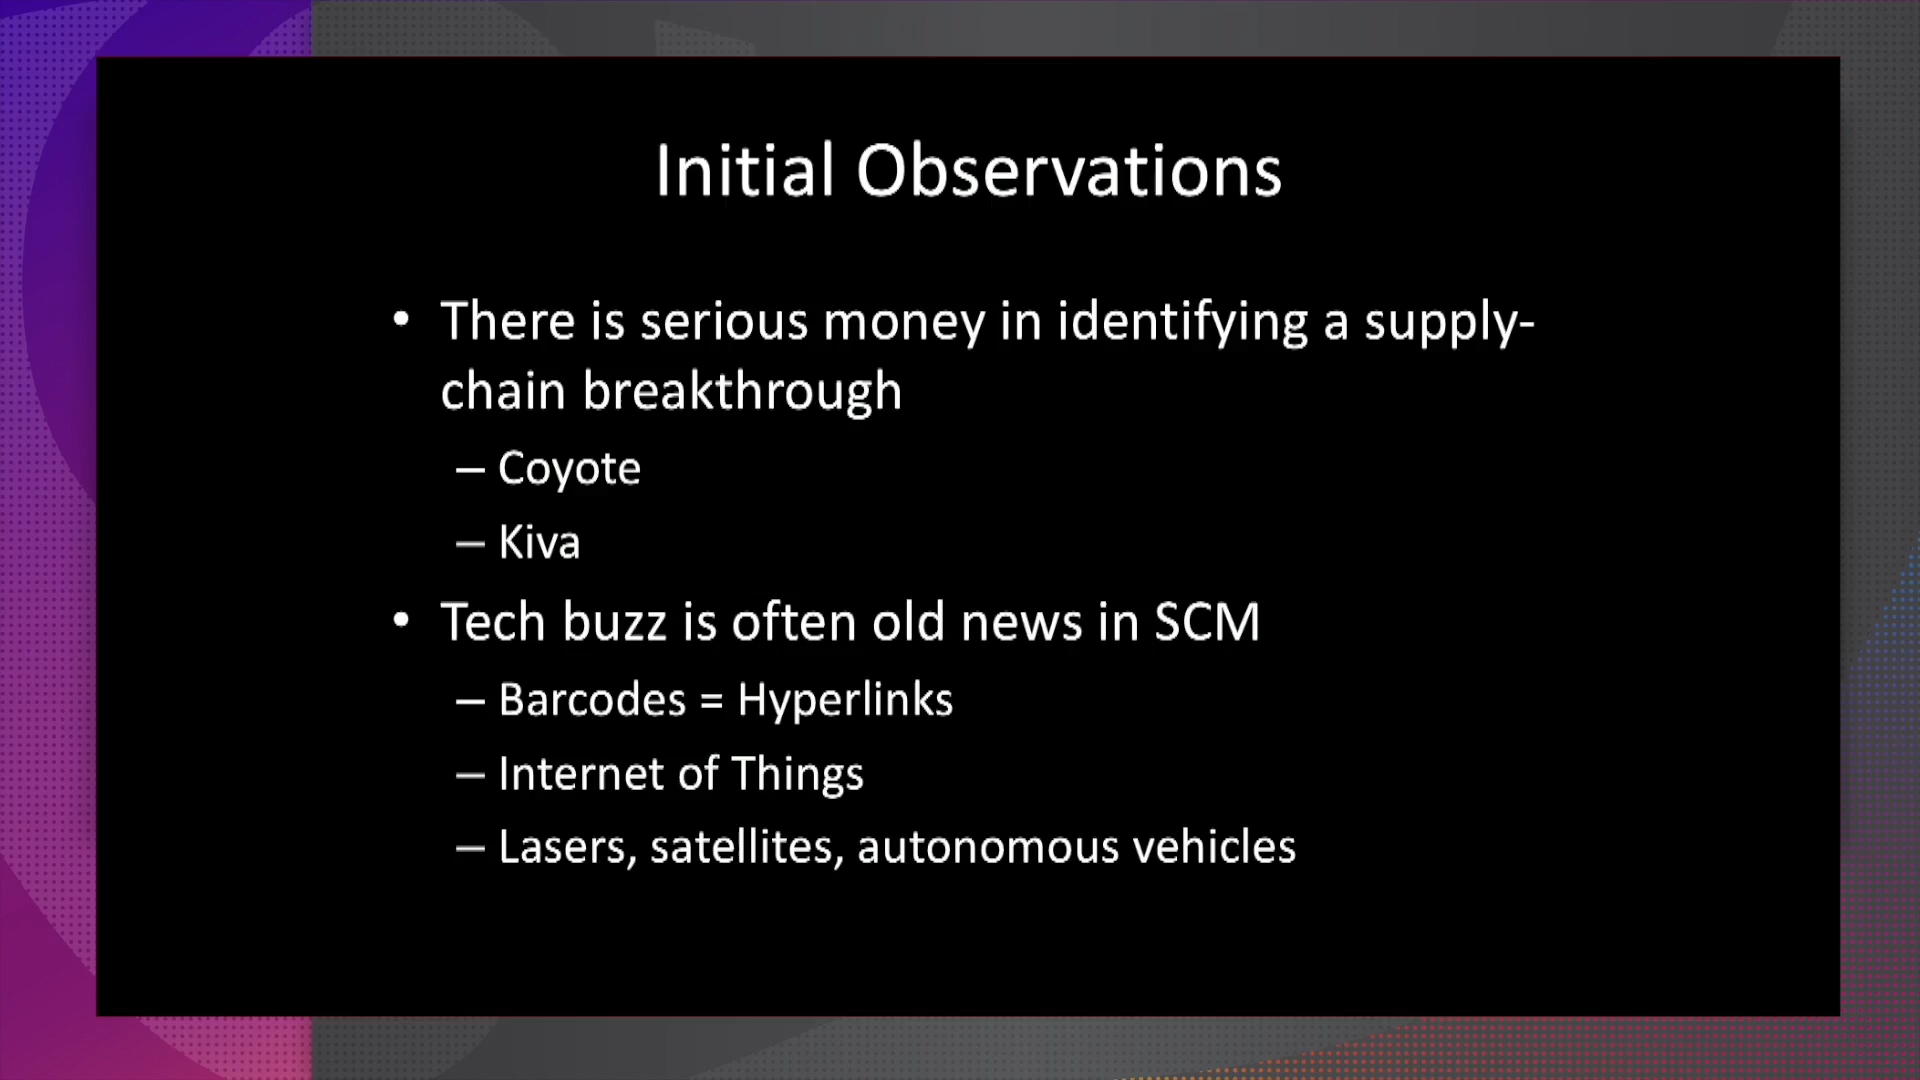 Initial Observations
• There is serious money in identifying a supply-
chain breakthrough
– Coyote
– Kiva
• Tech buzz is often old news in SCM
– Barcodes = Hyperlinks
– Internet of Things
– Lasers, satellites, autonomous vehicles